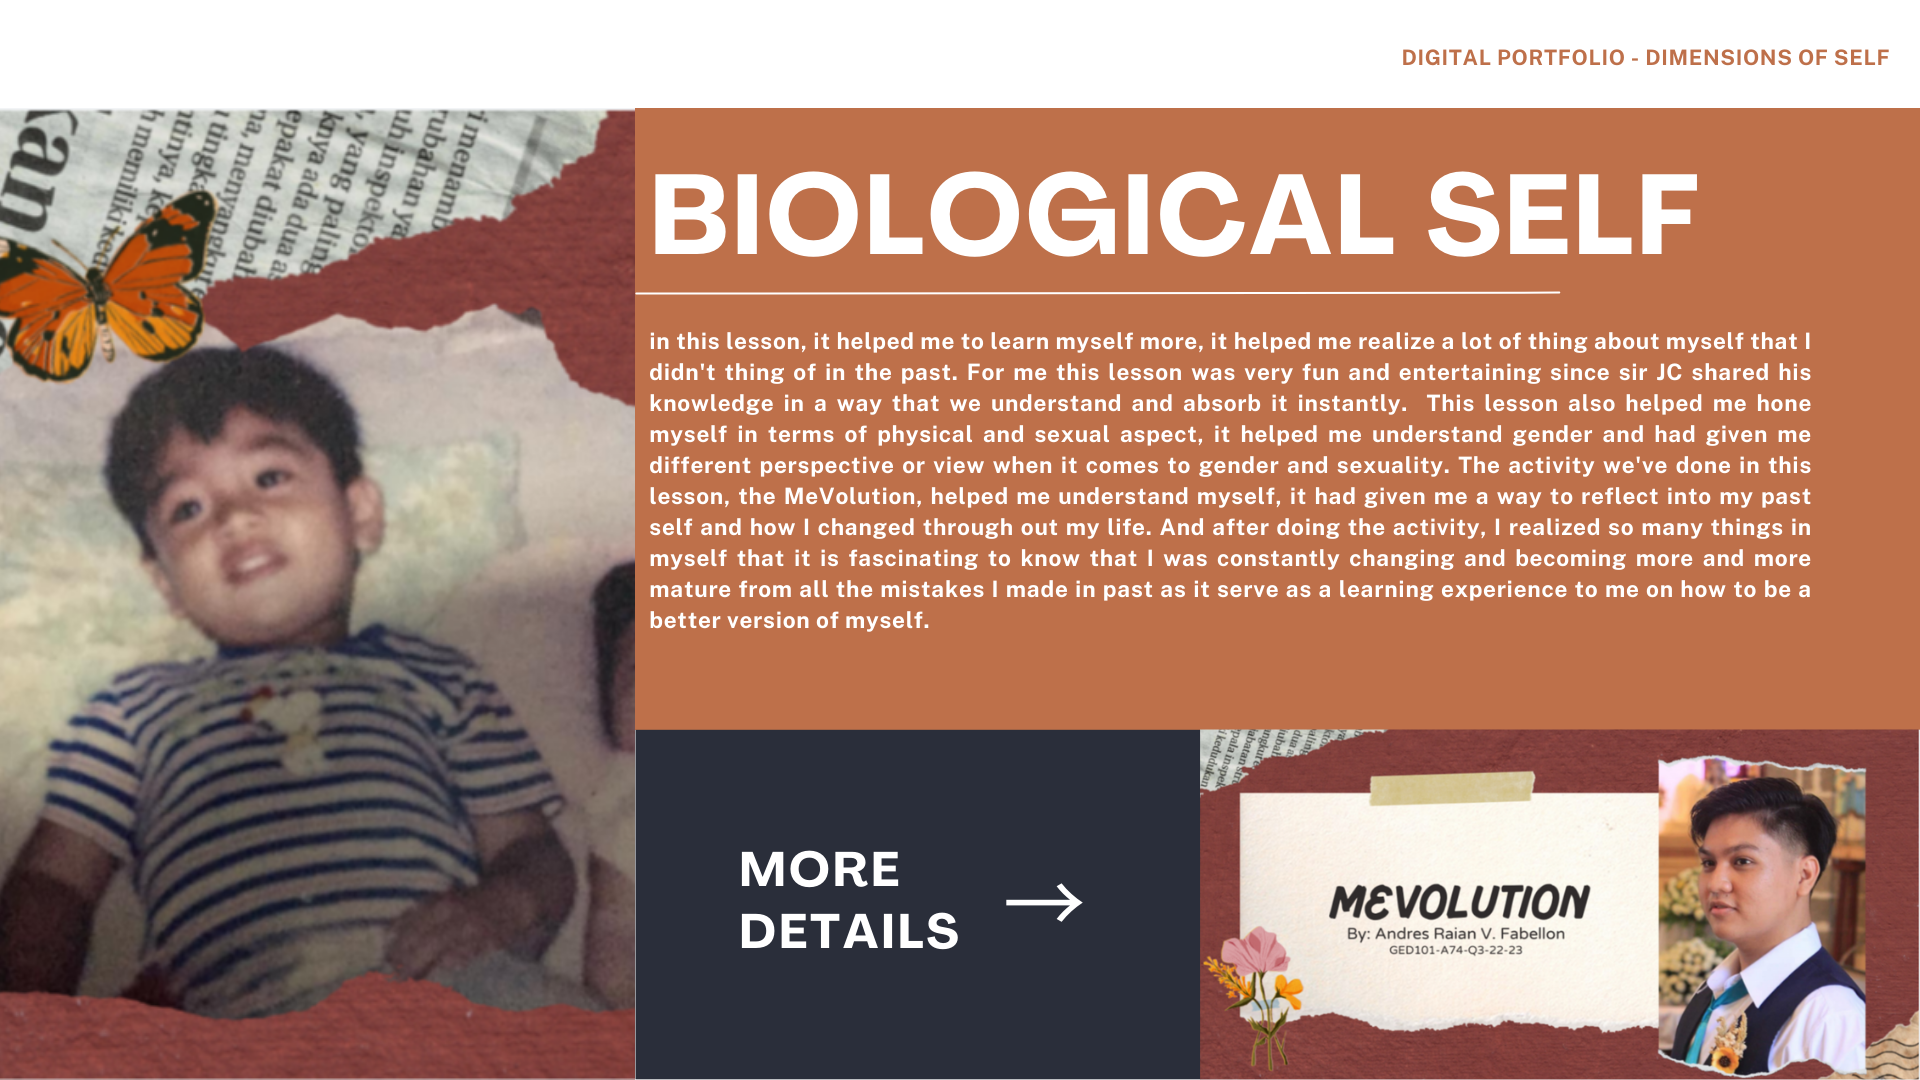 DIGITAL PORTFOLIO - DIMENSIONS OF SELF
BIOLOGICAL SELF
in this lesson, it helped me to learn myself more, it helped me realize a lot of thing about myself that I
didn't thing of in the past. For me this lesson was very fun and entertaining since sir JC shared his
knowledge in a way that we understand and absorb it instantly. This lesson also helped me hone
myself in terms of physical and sexual aspect, it helped me understand gender and had given me
different perspective or view when it comes to gender and sexuality. The activity we've done in this
lesson, the MeVolution, helped me understand myself, it had given me a way to reflect into my past
self and how I changed through out my life. And after doing the activity, I realized so many things in
myself that it is fascinating to know that I was constantly changing and becoming more and more
mature from all the mistakes I made in past as it serve as a learning experience to me on how to be a
better version of myself.
MORE
DETAILS
MEVOLUTION
By: Andres Raian V. Fabellon
GED101-A74-Q3-22-23